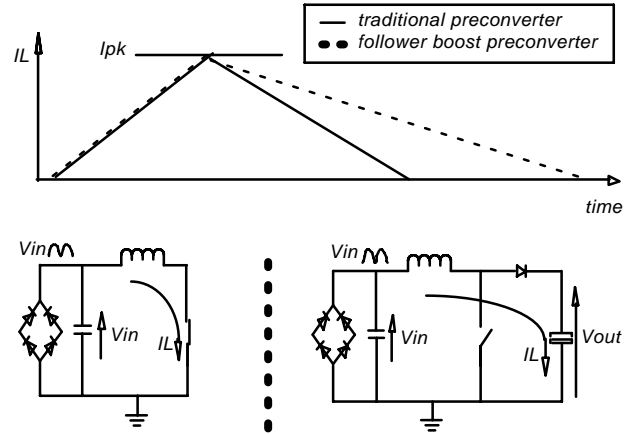 traditional preconverter
IL
Ipk
follower boost preconverter
time
Vin
Vin
Vin
IL
Vin
IL
Vout